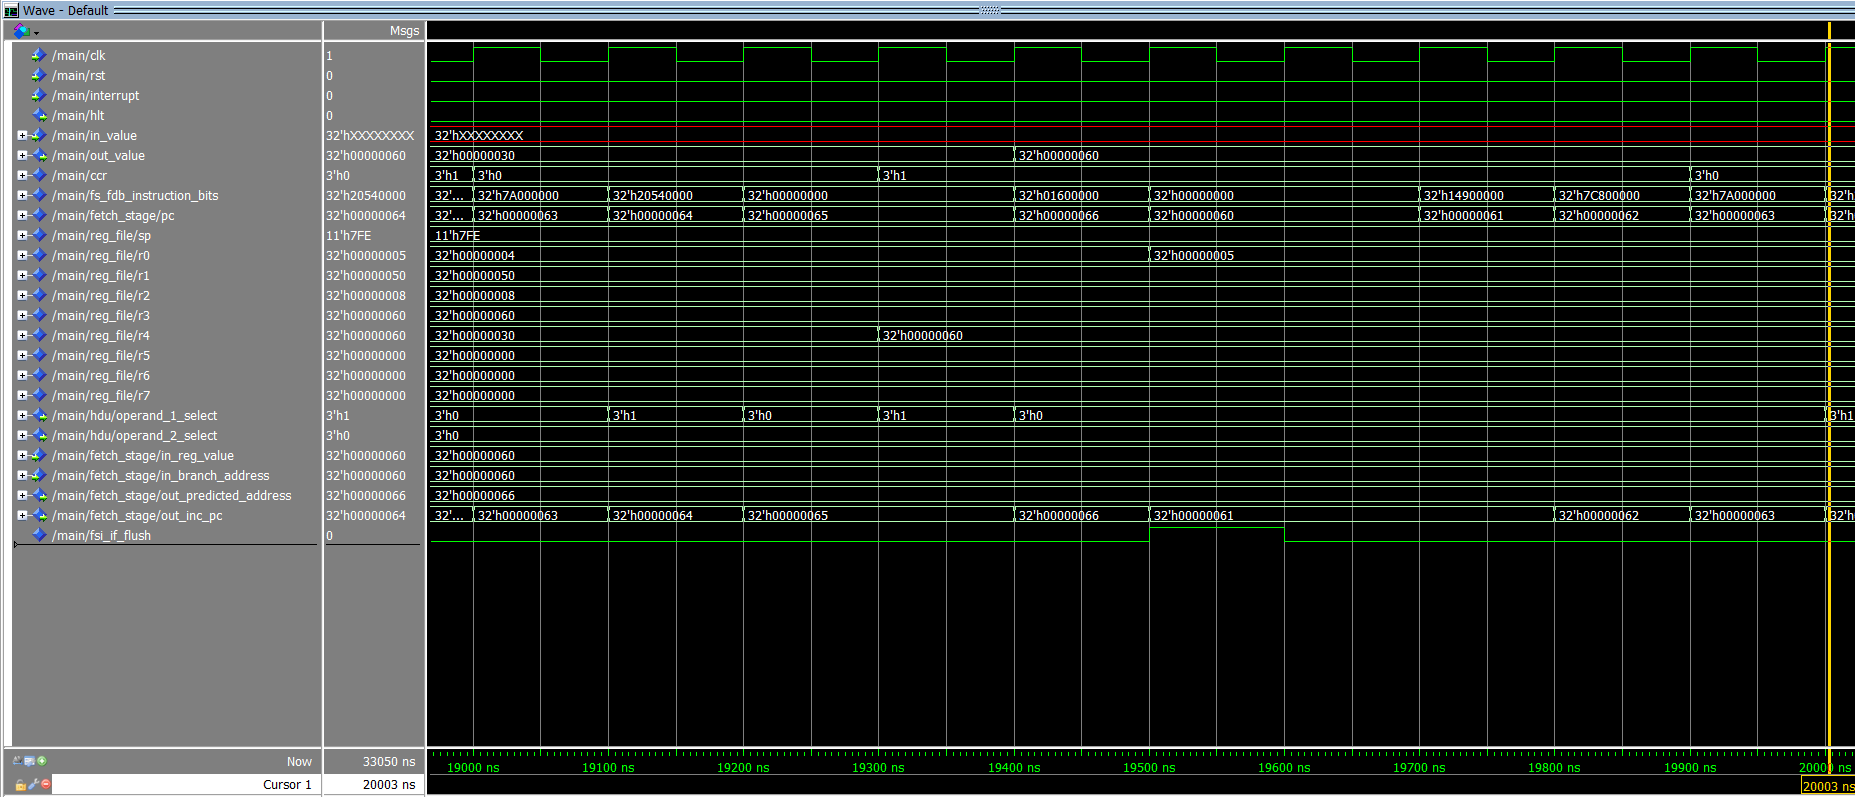 Wave - Default
Msgs
/main/clk 1
/main/rst 0
/main/interrupt 0
/main/hlt 0
/main/in_value 32'hXXXXXXXX 32'hXXXXXXXX
/main/out_value 32'h00000060 32'h00000030 32'h00000060
/main/ccr 3'h0 3'h1 3'h0 3'h1 3'h0
/main/fs_fdb_instruction_bits 32'h20540000 32'... 32'h7A000000 32'h20540000 32'h00000000 32'h01600000 32'h00000000 32'h14900000 32'h7C800000 32'h7A000000 32'h
/main/fetch_stage/pc 32'h00000064 32'... 32'h00000063 32'h00000064 32'h00000065 32'h00000066 32'h00000060 32'h00000061 32'h00000062 32'h00000063 32'h
/main/reg_file/sp 11'h7FE 11'h7FE
/main/reg_file/r0 32'h00000005 32'h00000004 32'h00000005
/main/reg_file/r1 32'h00000050 32'h00000050
/main/reg_file/r2 32'h00000008 32'h00000008
/main/reg_file/r3 32'h00000060 32'h00000060
/main/reg_file/r4 32'h00000060 32'h00000030 32'h00000060
/main/reg_file/r5 32'h00000000 32'h00000000
/main/reg_file/r6 32'h00000000 32'h00000000
/main/reg_file/r7 32'h00000000 32'h00000000
/main/hdu/operand_1_select 3'h1 3'h0 3'h1 3'h0 3'h1 3'h0 3'h1
/main/hdu/operand_2_select 3'h0 3'h0
/main/fetch_stage/in_reg_value 32'h00000060 32'h00000060
/main/fetch_stage/in_branch_address 32'h00000060 32'h00000060
/main/fetch_stage/out_predicted_address 32'h00000066 32'h00000066
/main/fetch_stage/out_inc_pc 32'h00000064 32'... 32'h00000063 32'h00000064 32'h00000065 32'h00000066 32'h00000061 32'h00000062 32'h00000063 32'h
/main/fsi_if_flush 0
Now 33050 ns 19000 ns 19100 ns 19200 ns 19300 ns 19400 ns 19500 ns 19600 ns 19700 ns 19800 ns 19900 ns 20000 ns
Cursor 1 20003 ns 20003 ns